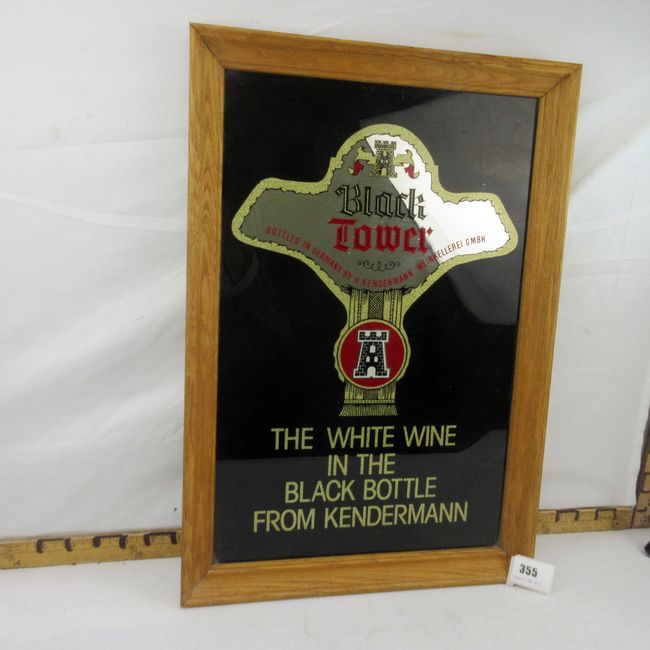 Black
Tower
BOTTLED IN GERMANY BY H. KENDERMANN, WEINKELLEREI GMBH
THE WHITE WINE
IN THE
BLACK BOTTLE
FROM KENDERMANN
355